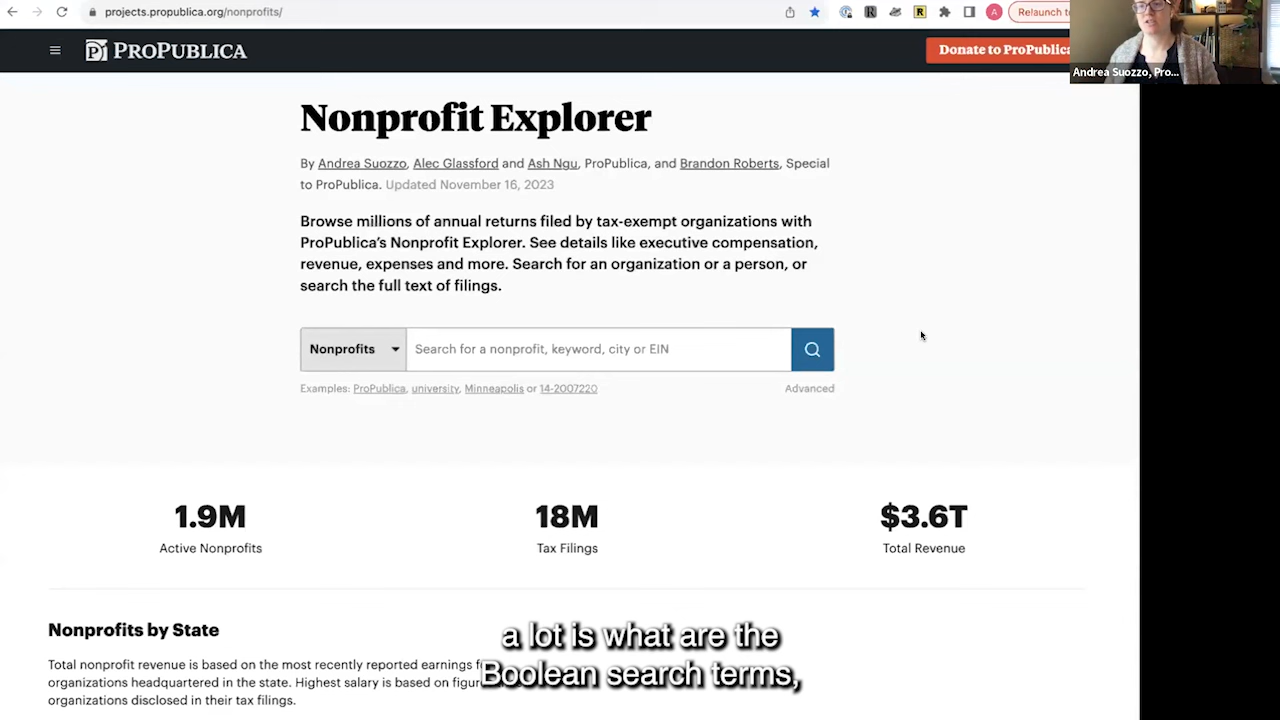 projects.propublica.org/nonprofits/
Relaunch to
PROPUBLICA
Donate to ProPublica
Andrea Suozzo, Pro...
Nonprofit Explorer
By Andrea Suozzo, Alec Glassford and Ash Ngu, ProPublica, and Brandon Roberts, Special
to ProPublica. Updated November 16, 2023
Browse millions of annual returns filed by tax-exempt organizations with
ProPublica's Nonprofit Explorer. See details like executive compensation,
revenue, expenses and more. Search for an organization or a person, or
search the full text of filings.
Nonprofits
Search for a nonprofit, keyword, city or EIN
Examples: ProPublica, university, Minneapolis or 14-2007220
Advanced
1.9M
Active Nonprofits
18M
Tax Filings
$3.6T
Total Revenue
Nonprofits by State
Total nonprofit revenue is based on the most recently reported earnings
organizations headquartered in the state. Highest salary is based on
organizations disclosed in their tax filings.
a lot is what are the
Boolean search terms,